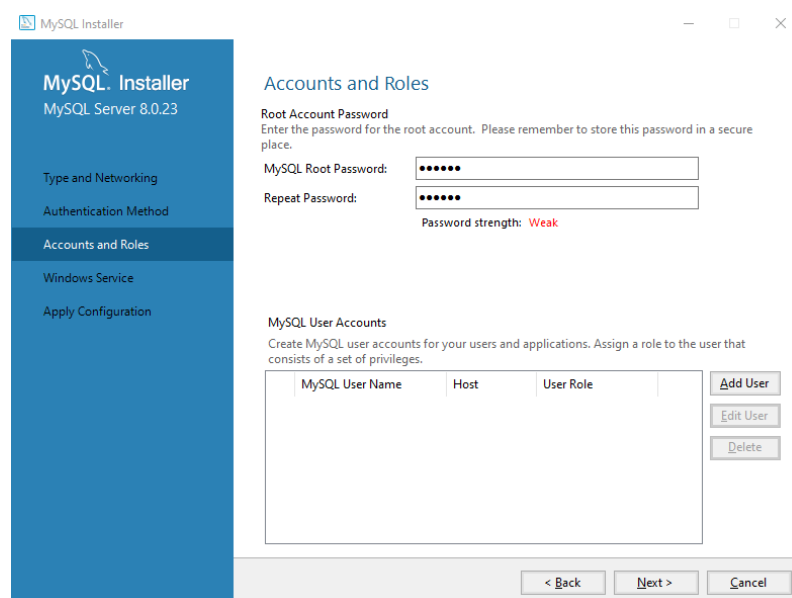 MySQL Installer
MySQL. Installer
MySQL Server 8.0.23
Type and Networking
Authentication Method
Accounts and Roles
Windows Service
Apply Configuration
Accounts and Roles
Root Account Password
Enter the password for the root account. Please remember to store this password in a secure
place.
MySQL Root Password: ●●●●●●
Repeat Password: ●●●●●●
Password strength: Weak
MySQL User Accounts
Create MySQL user accounts for your users and applications. Assign a role to the user that
consists of a set of privileges.
MySQL User Name Host User Role
Add User
Edit User
Delete
< Back Next > Cancel